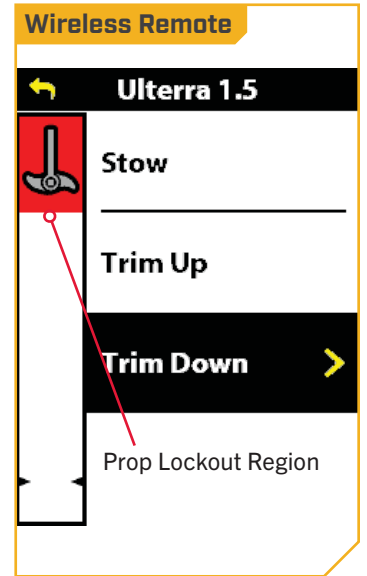 Wireless Remote
Ulterra 1.5
Stow
Trim Up
Trim Down
Prop Lockout Region